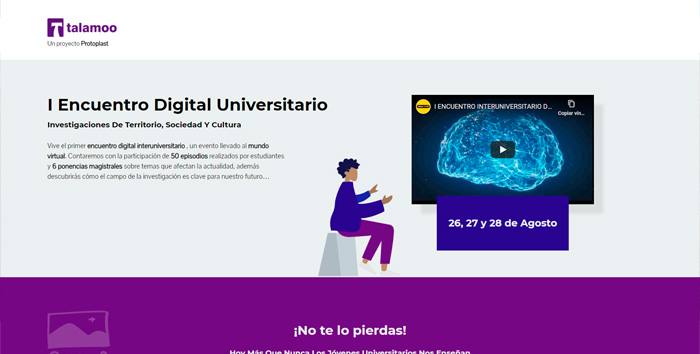 talamoo
Un proyecto Protoplast
I Encuentro Digital Universitario
Investigaciones De Territorio, Sociedad Y Cultura
Vive el primer encuentro digital interuniversitario , un evento llevado al mundo
virtual. Contaremos con la participación de 50 episodios realizados por estudiantes
y 6 ponencias magistrales sobre temas que afectan la actualidad, además
descubrirás cómo el campo de la investigación es clave para nuestro futuro…
I ENCUENTRO INTERUNIVERSITARIO D...
Copiar vín...
26, 27 y 28 de Agosto
¡No te lo pierdas!
Hoy Más Que Nunca Los Jóvenes Universitarios Nos Enseñan